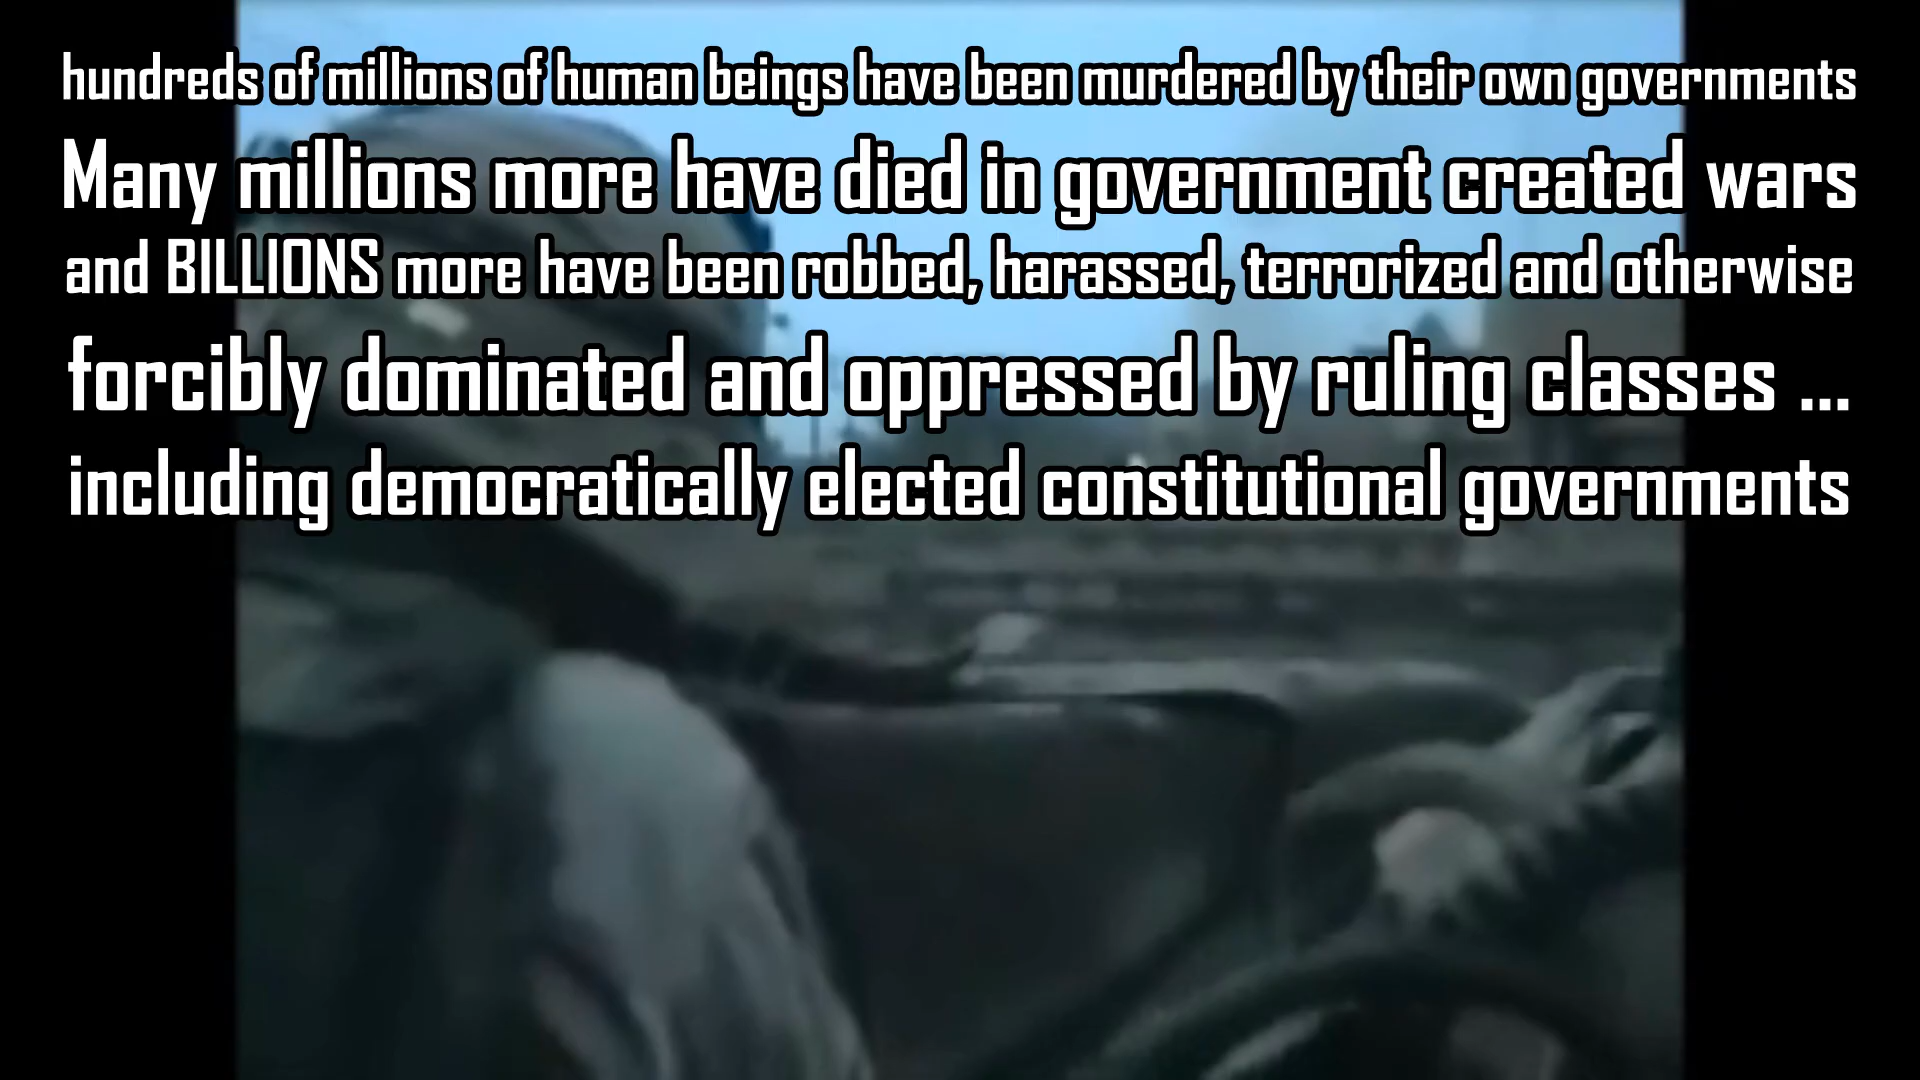 hundreds of millions of human beings have been murdered by their own governments
Many millions more have died in government created wars
and BILLIONS more have been robbed, harassed, terrorized and otherwise
forcibly dominated and oppressed by ruling classes ...
including democratically elected constitutional governments